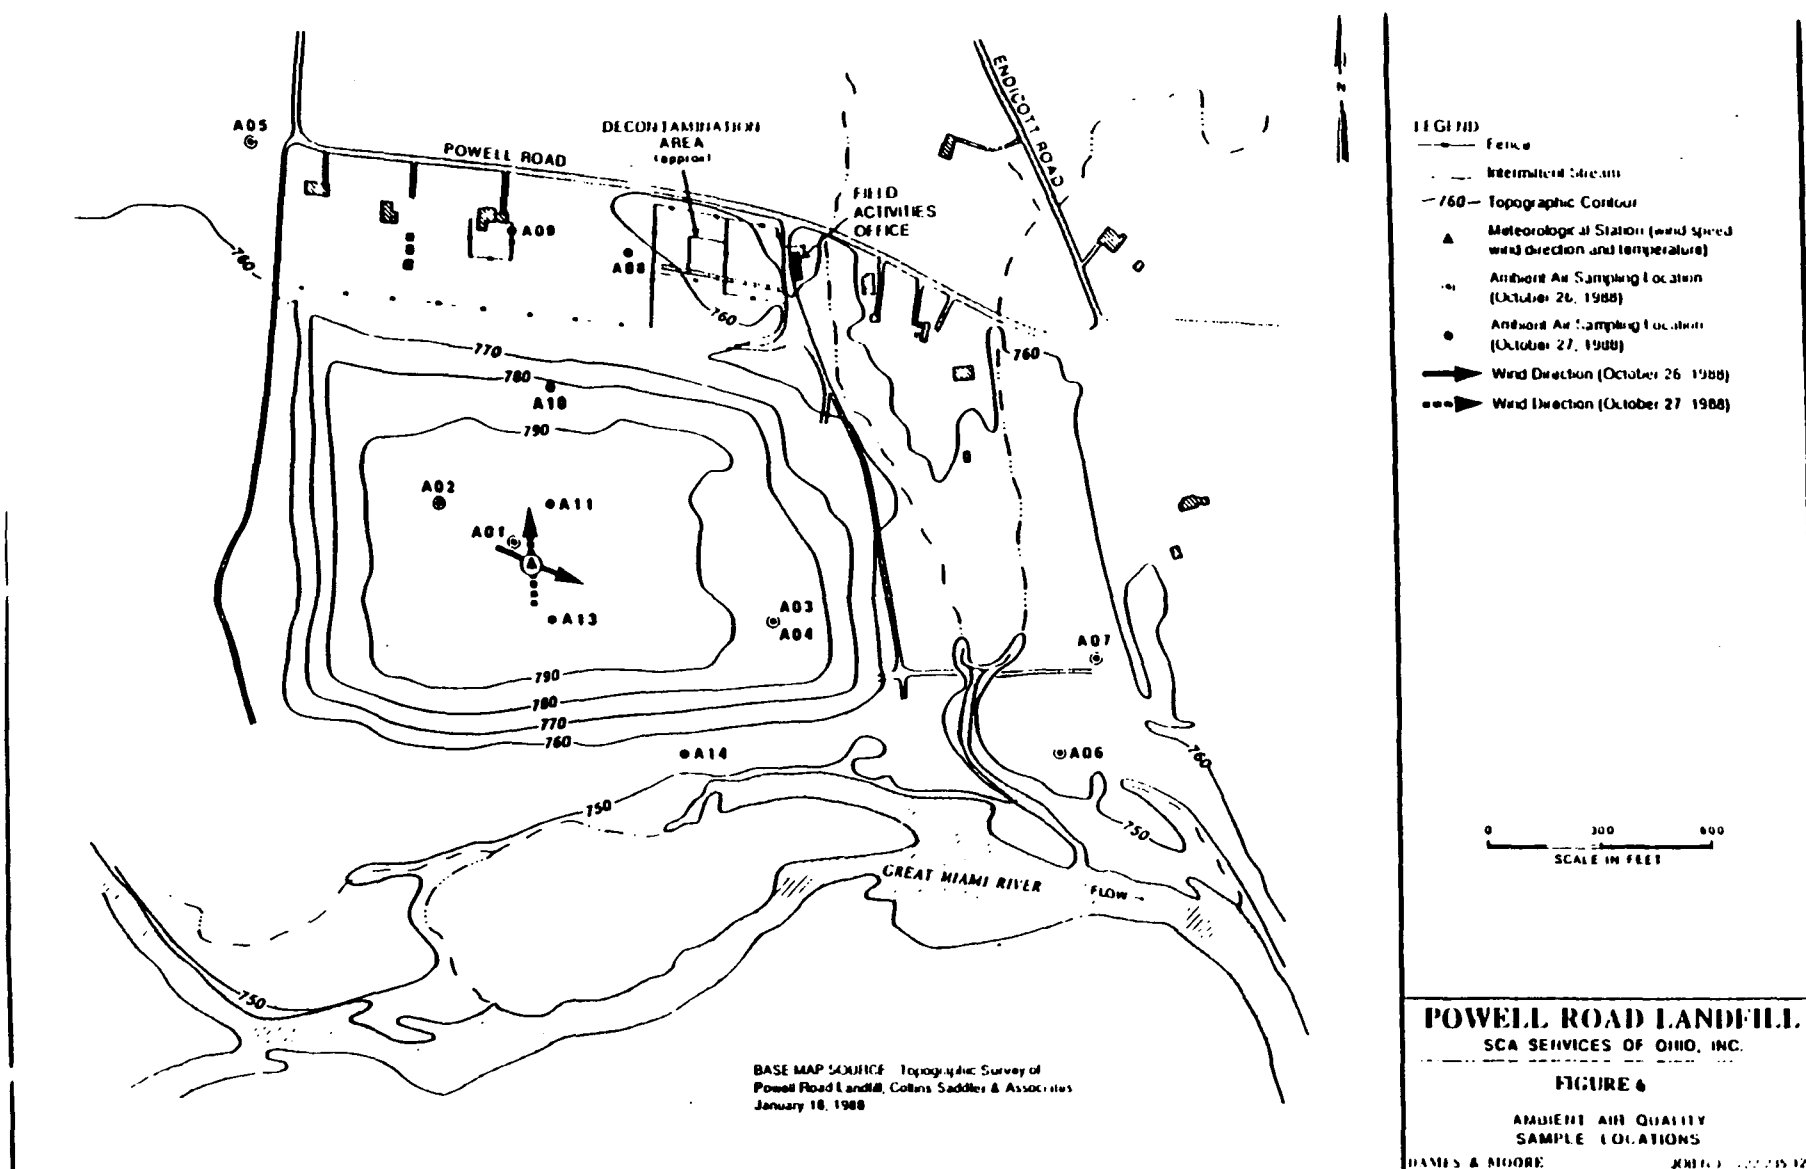 A05
POWELL ROAD
DECONTAMINATION
AREA
(approx)
ENDICOTT ROAD
N
FIELD
ACTIVITIES
OFFICE
A09
A08
760
760
760
770
780
A10
790
A02
A11
A01
A13
A03
A04
A07
790
780
770
760
A14
A06
760
750
750
GREAT MIAMI RIVER
FLOW
750
BASE MAP SOURCE Topographic Survey of
Powell Road Landfill, Collins Saddler & Associates
January 18, 1988
LEGEND
Fence
Intermittent Stream
760 Topographic Contour
Meteorological Station (wind speed
wind direction and temperature)
Ambient Air Sampling Location
(October 26, 1988)
Ambient Air Sampling Location
(October 27, 1988)
Wind Direction (October 26 1988)
Wind Direction (October 27 1988)
0 300 600
SCALE IN FEET
POWELL ROAD LANDFILL
SCA SERVICES OF OHIO, INC.
FIGURE 6
AMBIENT AIR QUALITY
SAMPLE LOCATIONS
DAMES & MOORE